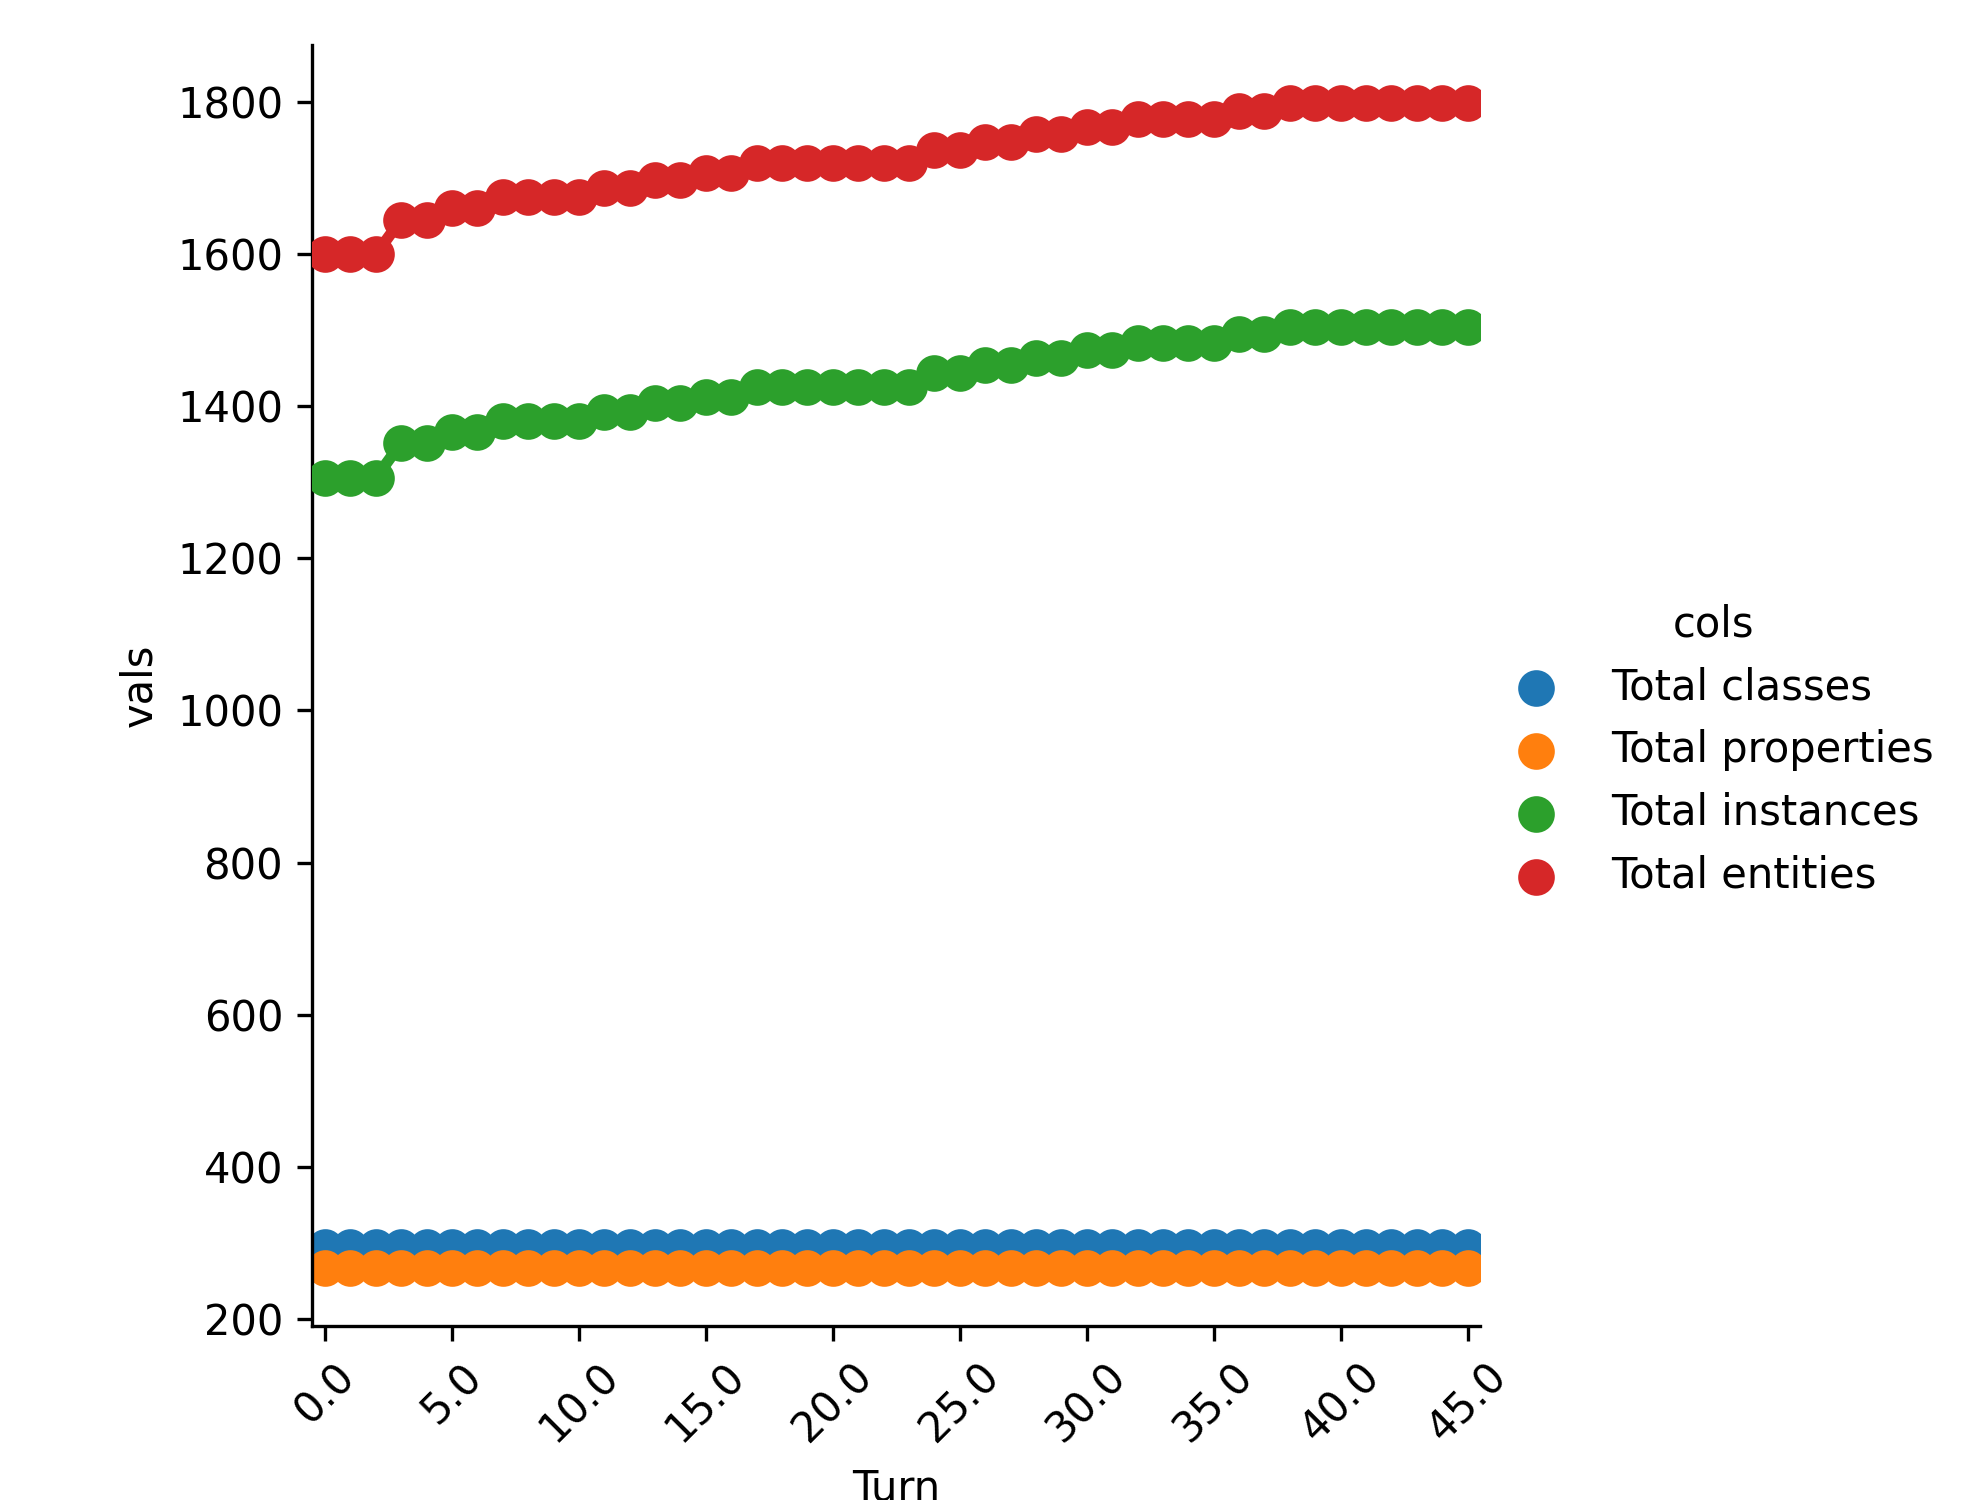 1800
1600
1400
1200
1000
800
600
400
200
vals
0.0
5.0
10.0
15.0
20.0
25.0
30.0
35.0
40.0
45.0
Turn
cols
Total classes
Total properties
Total instances
Total entities